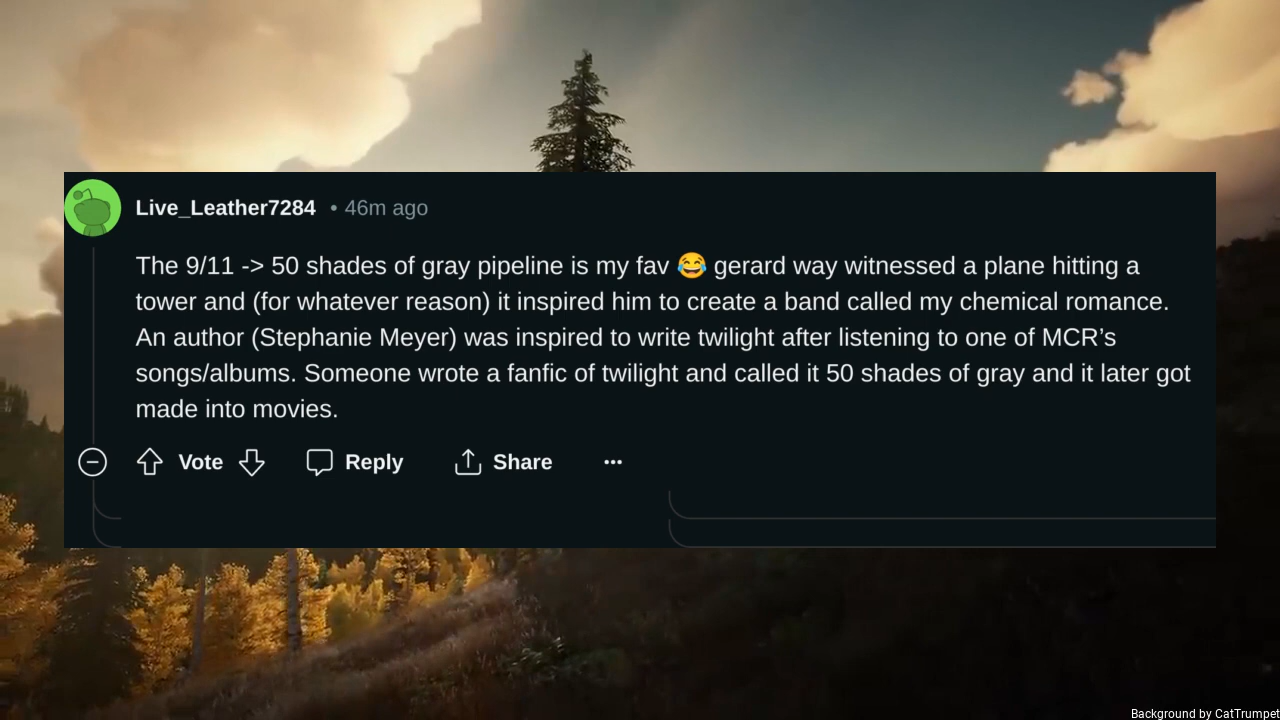 Live_Leather7284 • 46m ago
The 9/11 -> 50 shades of gray pipeline is my fav 😂 gerard way witnessed a plane hitting a
tower and (for whatever reason) it inspired him to create a band called my chemical romance.
An author (Stephanie Meyer) was inspired to write twilight after listening to one of MCR’s
songs/albums. Someone wrote a fanfic of twilight and called it 50 shades of gray and it later got
made into movies.
Vote Reply Share ...
Background by CatTrumpet